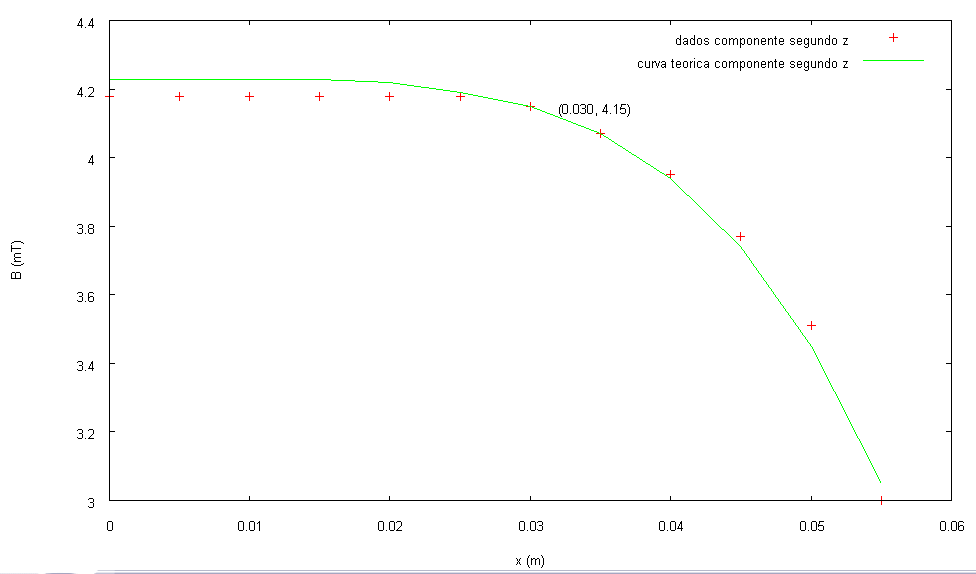 4.4
dados componente segundo z
curva teorica componente segundo z
4.2
(0.030, 4.15)
4
3.8
B (mT)
3.6
3.4
3.2
3
0 0.01 0.02 0.03 0.04 0.05 0.06
x (m)